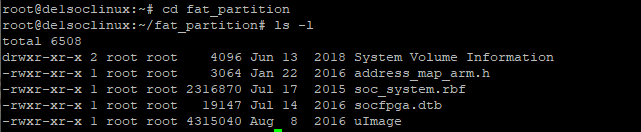 root@delsoclinux:~# cd fat_partition
root@delsoclinux:~/fat_partition# ls -l
total 6508
drwxr-xr-x 2 root root    4096 Jun 13  2018 System Volume Information
-rwxr-xr-x 1 root root    3064 Jan 22  2016 address_map_arm.h
-rwxr-xr-x 1 root root 2316870 Jul 17  2015 soc_system.rbf
-rwxr-xr-x 1 root root   19147 Jul 14  2016 socfpga.dtb
-rwxr-xr-x 1 root root 4315040 Aug  8  2016 uImage